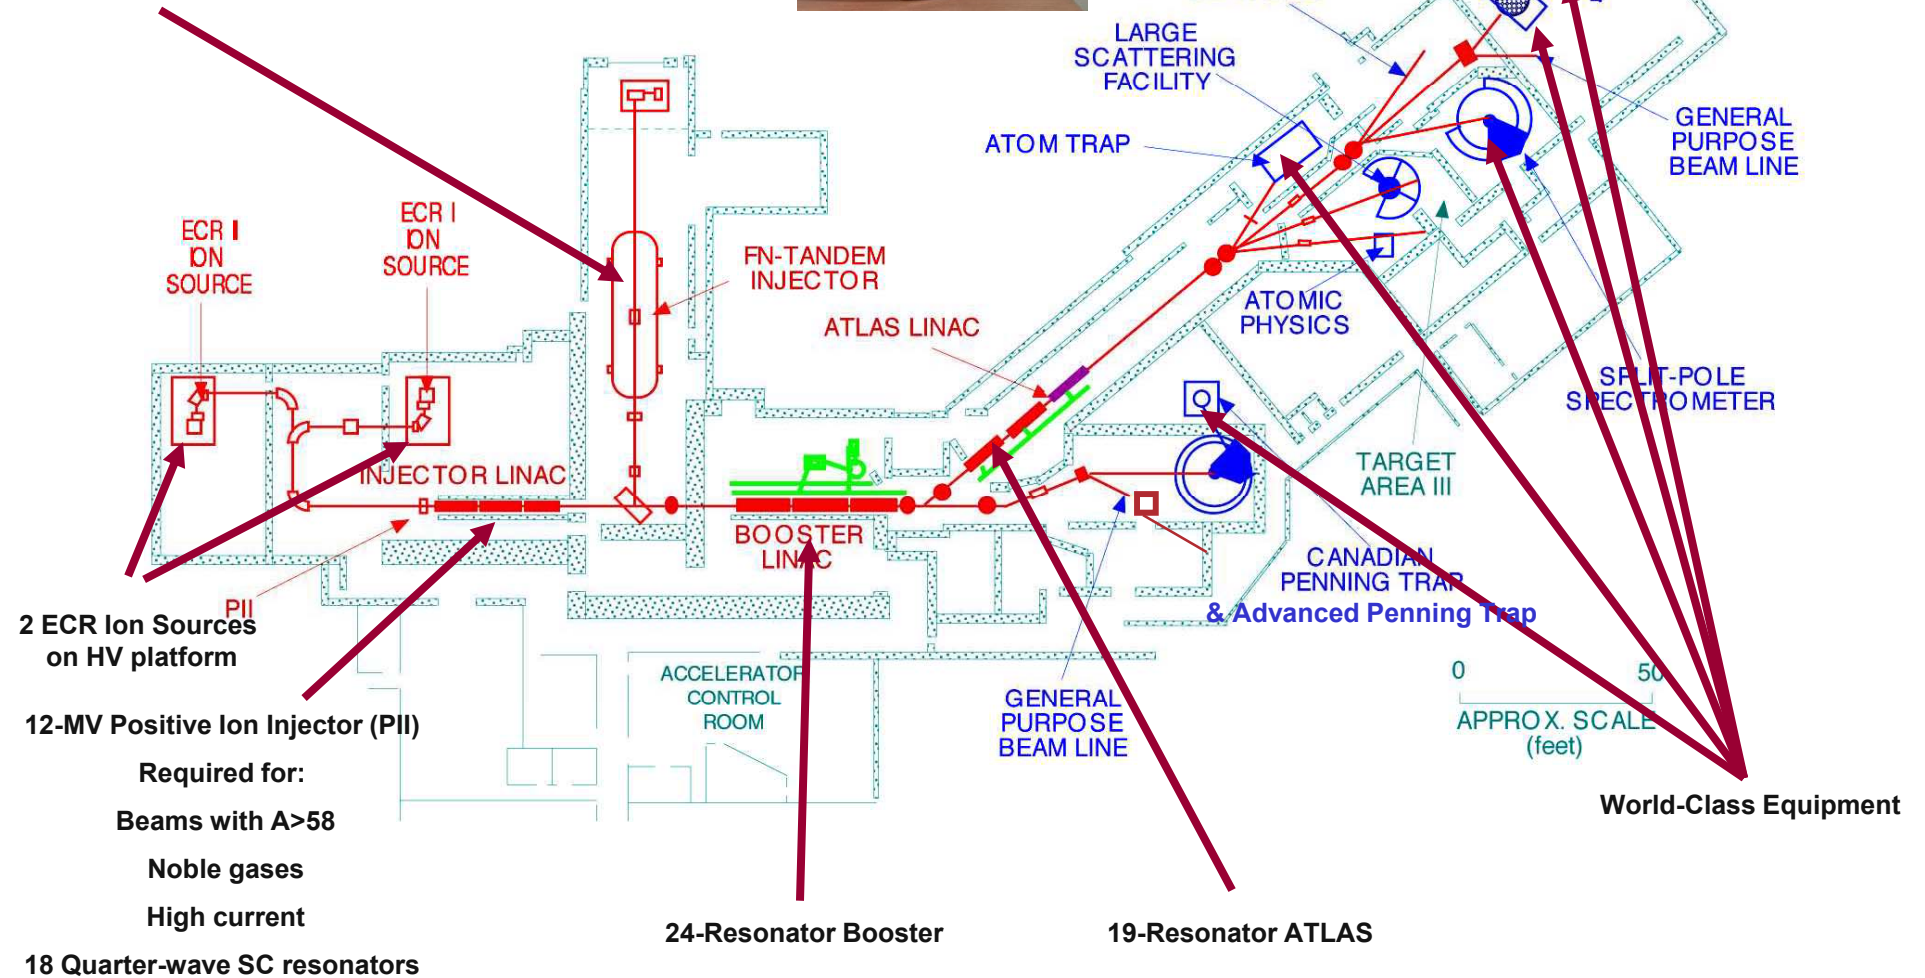 LARGE
SCATTERING
FACILITY
ATOM TRAP
GENERAL
PURPOSE
BEAM LINE
ECR II
ION
SOURCE
ECR I
ION
SOURCE
FN-TANDEM
INJECTOR
ATLAS LINAC
ATOMIC
PHYSICS
SPLIT-POLE
SPECTROMETER
INJECTOR LINAC
TARGET
AREA III
BOOSTER
LINAC
CANADIAN
PENNING TRAP
& Advanced Penning Trap
PII
2 ECR Ion Sources
on HV platform
ACCELERATOR
CONTROL
ROOM
GENERAL
PURPOSE
BEAM LINE
0 50
APPROX. SCALE
(feet)
12-MV Positive Ion Injector (PII)
Required for:
Beams with A>58
Noble gases
High current
18 Quarter-wave SC resonators
World-Class Equipment
24-Resonator Booster
19-Resonator ATLAS